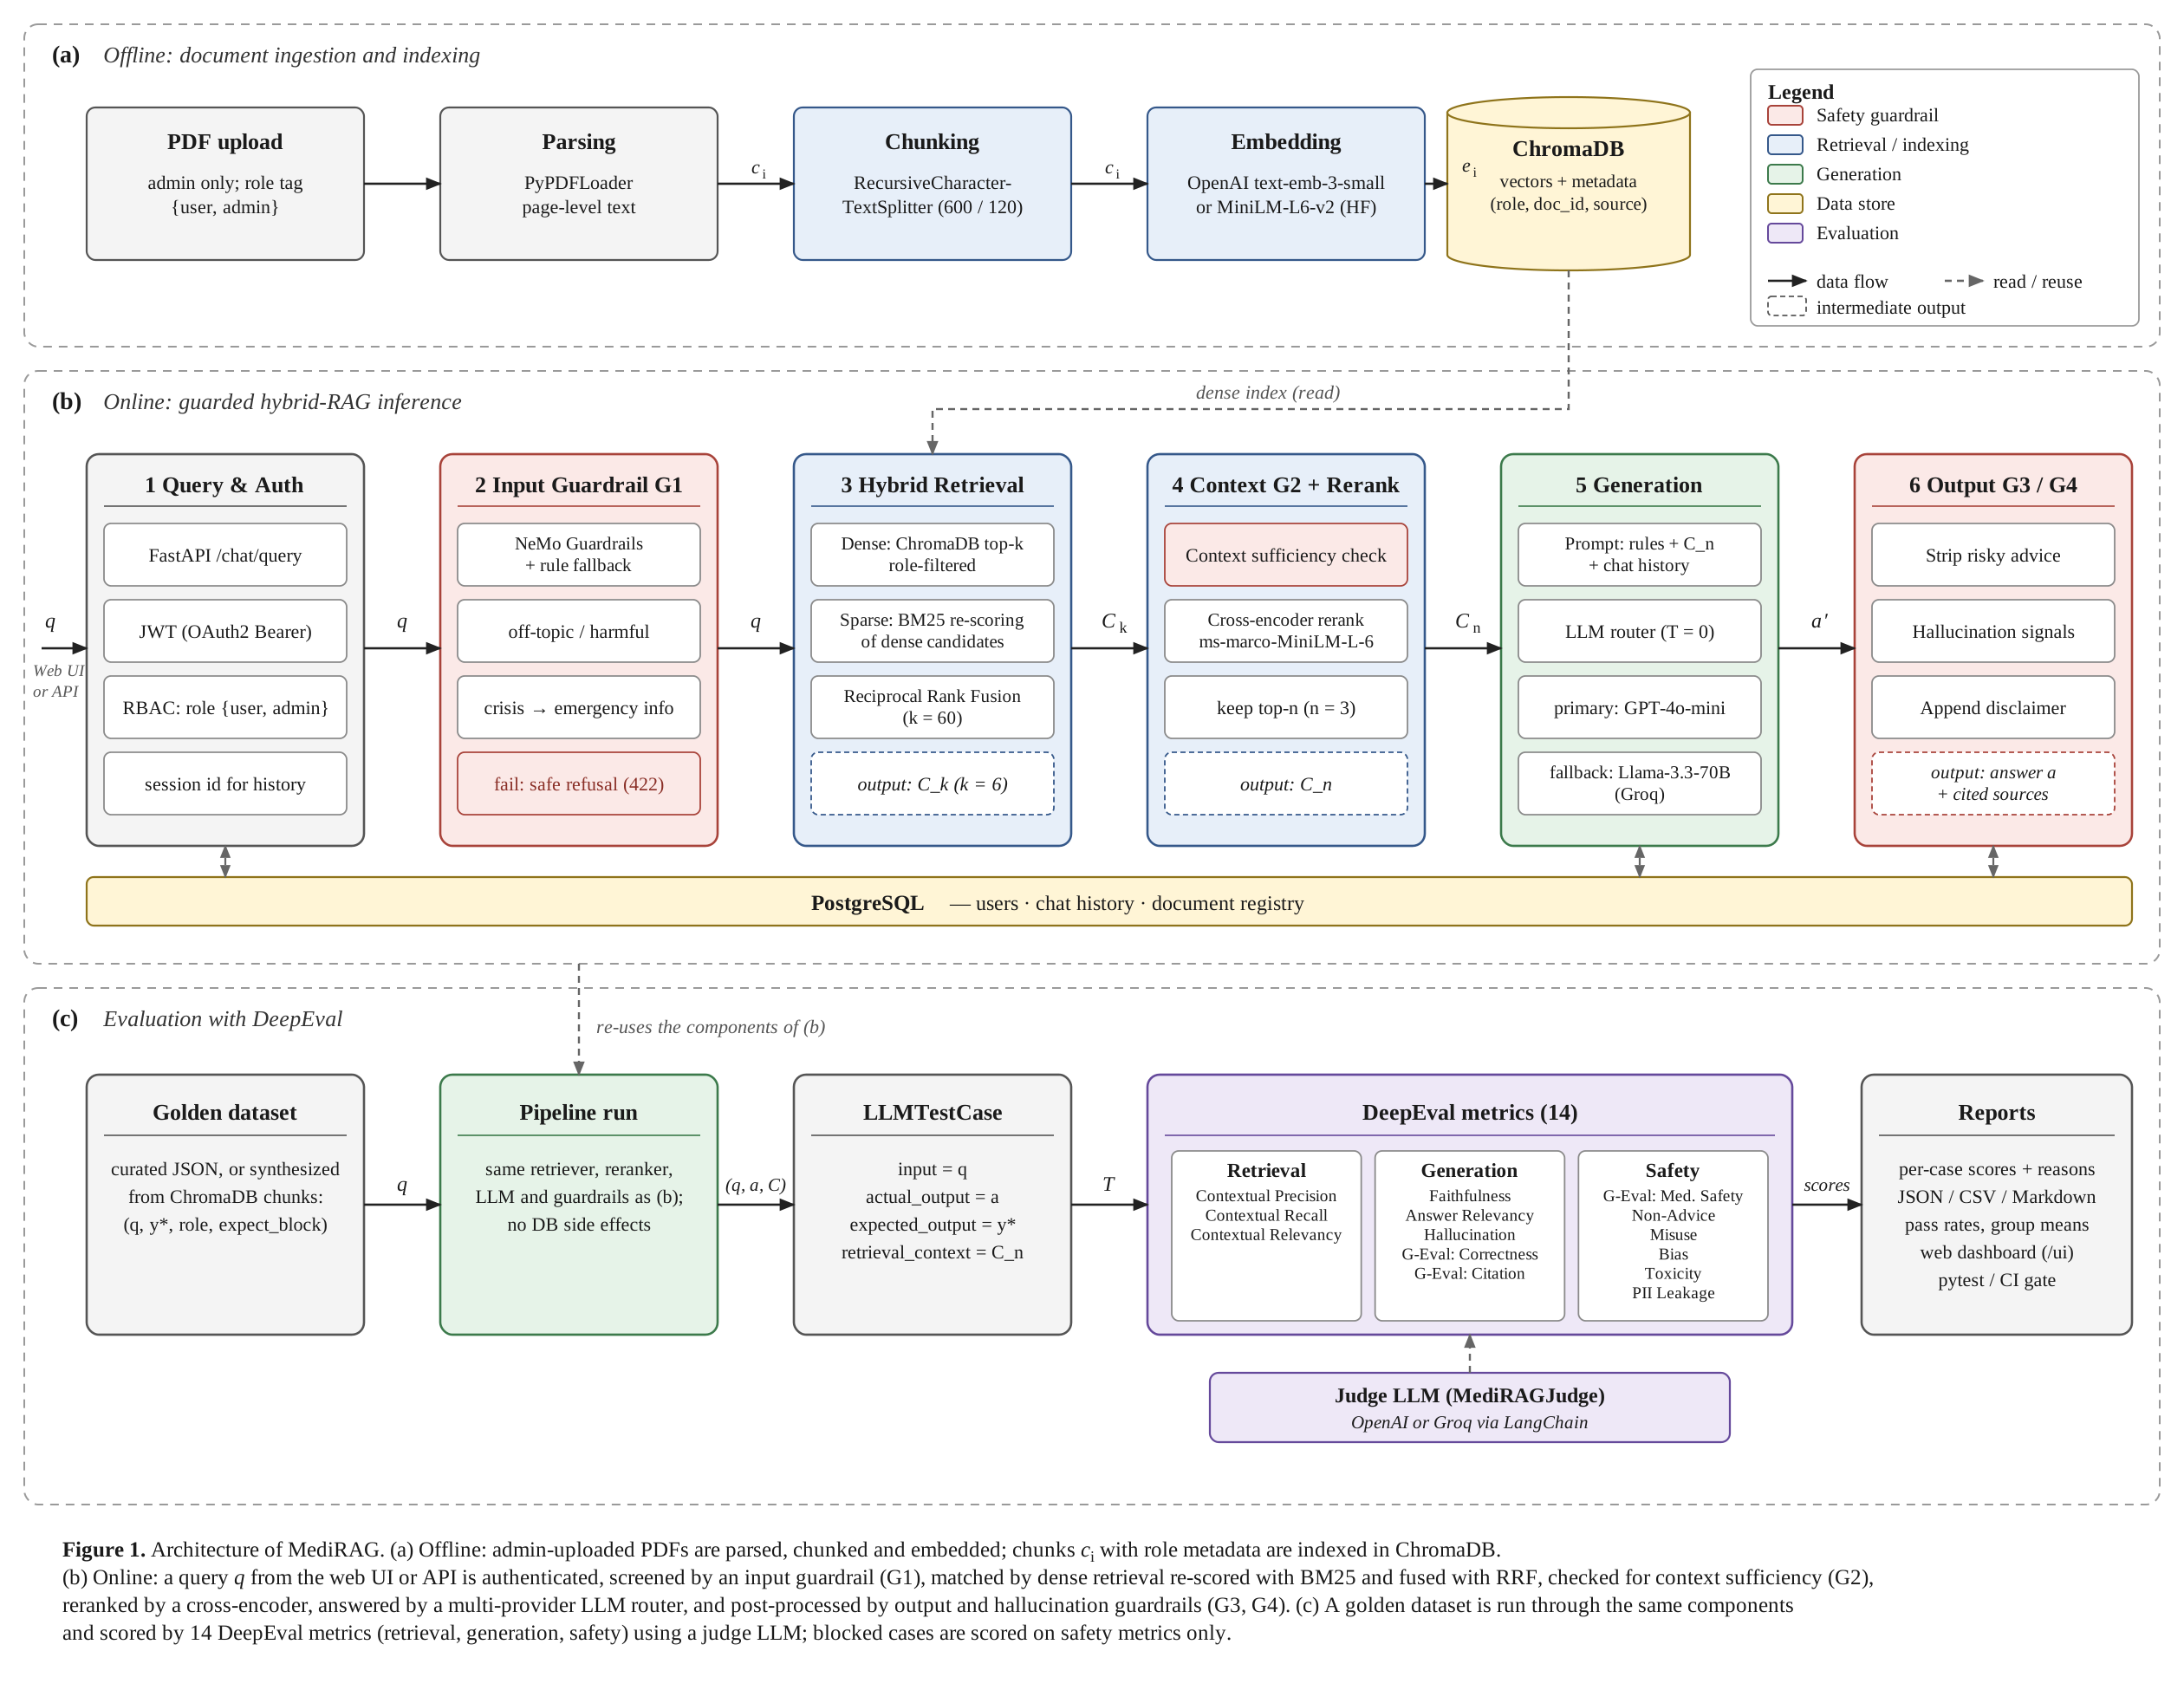 (a) Offline: document ingestion and indexing
PDF upload
admin only; role tag
{user, admin}
Parsing
PyPDFLoader
page-level text
c i
Chunking
RecursiveCharacter-
TextSplitter (600 / 120)
c i
Embedding
OpenAI text-emb-3-small
or MiniLM-L6-v2 (HF)
e i
ChromaDB
vectors + metadata
(role, doc_id, source)
Legend
Safety guardrail
Retrieval / indexing
Generation
Data store
Evaluation
data flow
read / reuse
intermediate output
(b) Online: guarded hybrid-RAG inference
dense index (read)
q
Web UI
or API
1 Query & Auth
FastAPI /chat/query
JWT (OAuth2 Bearer)
RBAC: role {user, admin}
session id for history
q
2 Input Guardrail G1
NeMo Guardrails
+ rule fallback
off-topic / harmful
crisis → emergency info
fail: safe refusal (422)
q
3 Hybrid Retrieval
Dense: ChromaDB top-k
role-filtered
Sparse: BM25 re-scoring
of dense candidates
Reciprocal Rank Fusion
(k = 60)
output: C_k (k = 6)
C k
4 Context G2 + Rerank
Context sufficiency check
Cross-encoder rerank
ms-marco-MiniLM-L-6
keep top-n (n = 3)
output: C_n
C n
5 Generation
Prompt: rules + C_n
+ chat history
LLM router (T = 0)
primary: GPT-4o-mini
fallback: Llama-3.3-70B
(Groq)
a′
6 Output G3 / G4
Strip risky advice
Hallucination signals
Append disclaimer
output: answer a
+ cited sources
PostgreSQL — users · chat history · document registry
(c) Evaluation with DeepEval
re-uses the components of (b)
Golden dataset
curated JSON, or synthesized
from ChromaDB chunks:
(q, y*, role, expect_block)
q
Pipeline run
same retriever, reranker,
LLM and guardrails as (b);
no DB side effects
(q, a, C)
LLMTestCase
input = q
actual_output = a
expected_output = y*
retrieval_context = C_n
T
DeepEval metrics (14)
Retrieval
Contextual Precision
Contextual Recall
Contextual Relevancy
Generation
Faithfulness
Answer Relevancy
Hallucination
G-Eval: Correctness
G-Eval: Citation
Safety
G-Eval: Med. Safety
Non-Advice
Misuse
Bias
Toxicity
PII Leakage
scores
Reports
per-case scores + reasons
JSON / CSV / Markdown
pass rates, group means
web dashboard (/ui)
pytest / CI gate
Judge LLM (MediRAGJudge)
OpenAI or Groq via LangChain
Figure 1. Architecture of MediRAG. (a) Offline: admin-uploaded PDFs are parsed, chunked and embedded; chunks ci with role metadata are indexed in ChromaDB.
(b) Online: a query q from the web UI or API is authenticated, screened by an input guardrail (G1), matched by dense retrieval re-scored with BM25 and fused with RRF, checked for context sufficiency (G2),
reranked by a cross-encoder, answered by a multi-provider LLM router, and post-processed by output and hallucination guardrails (G3, G4). (c) A golden dataset is run through the same components
and scored by 14 DeepEval metrics (retrieval, generation, safety) using a judge LLM; blocked cases are scored on safety metrics only.